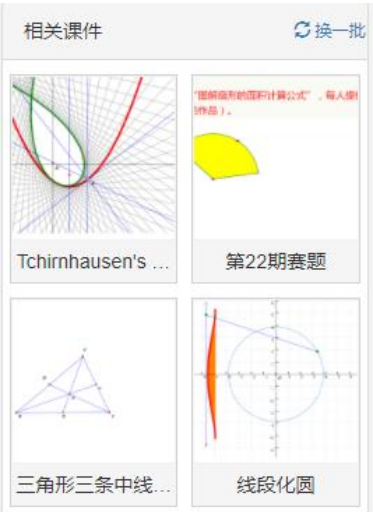 相关课件
换一批
"图解扇形的面积计算公式"，每人提
作品）。
Tchirnhausen's ...
第22期赛题
三角形三条中线...
线段化圆